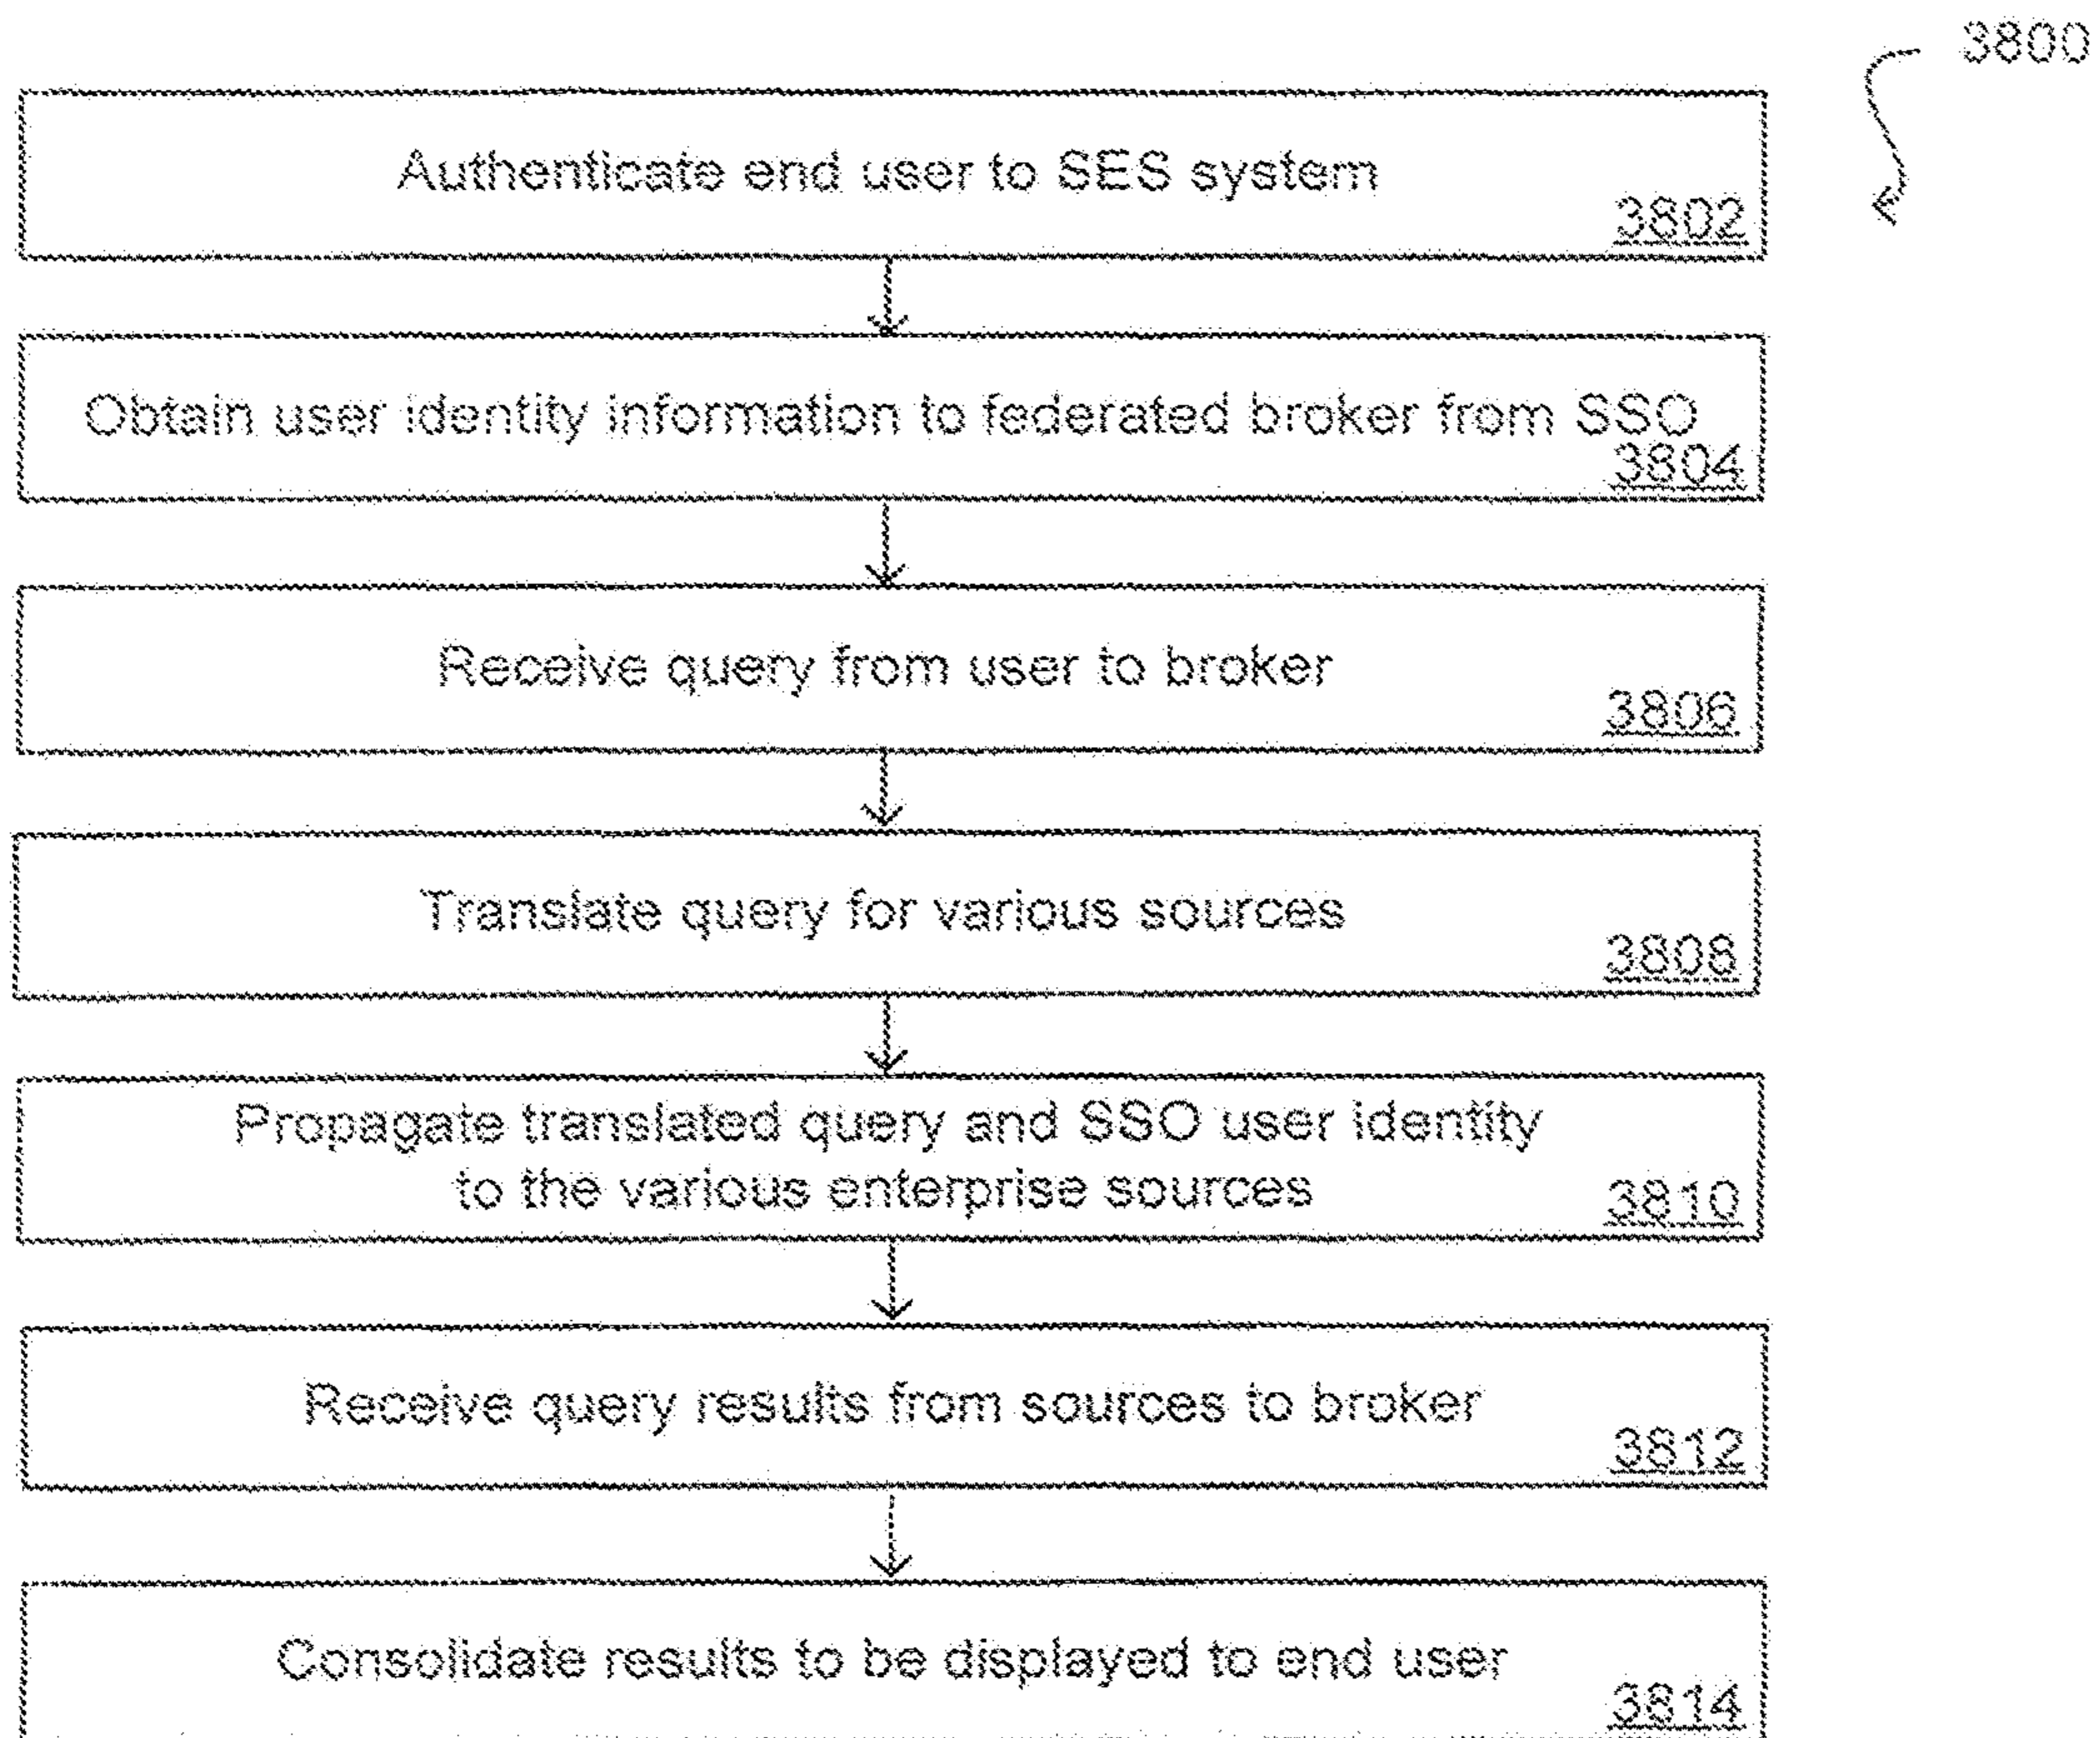 3800
Authenticate end user to SES system
3802
Obtain user identity information to federated broker from SSO
3804
Receive query from user to broker
3806
Translate query for various sources
3808
Propagate translated query and SSO user identity
to the various enterprise sources
3810
Receive query results from sources to broker
3812
Consolidate results to be displayed to end user
3814